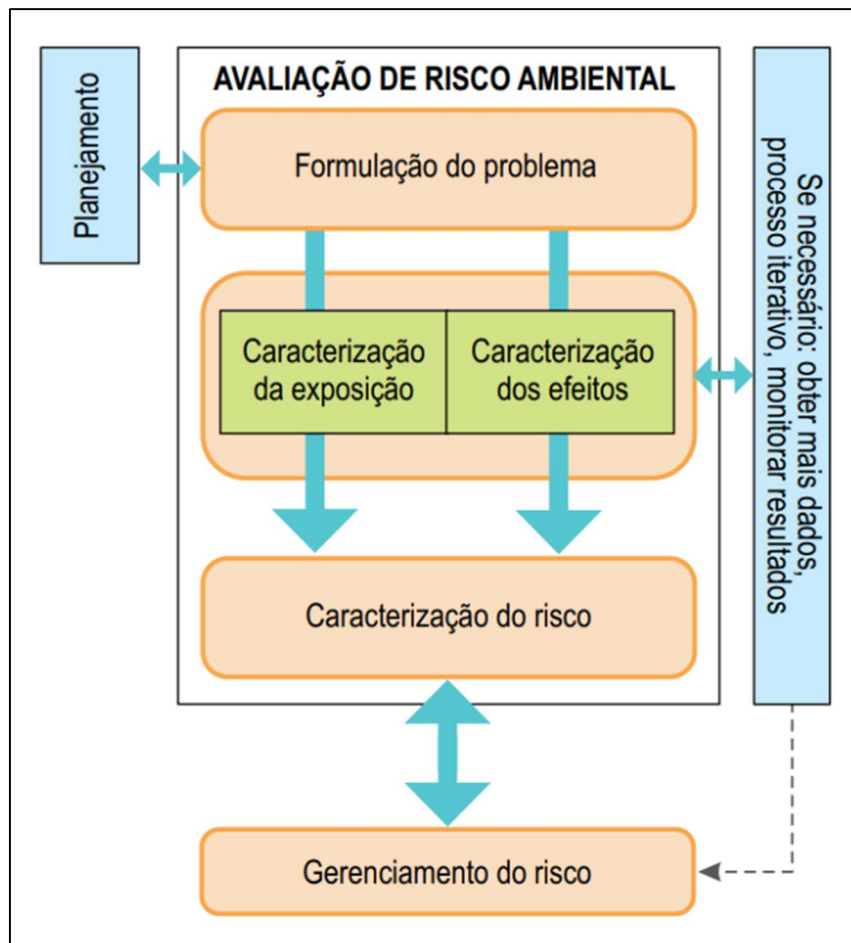 AVALIAÇÃO DE RISCO AMBIENTAL
Planejamento
Formulação do problema
Caracterização
da exposição
Caracterização
dos efeitos
Se necessário: obter mais dados,
processo iterativo, monitorar resultados
Caracterização do risco
Gerenciamento do risco